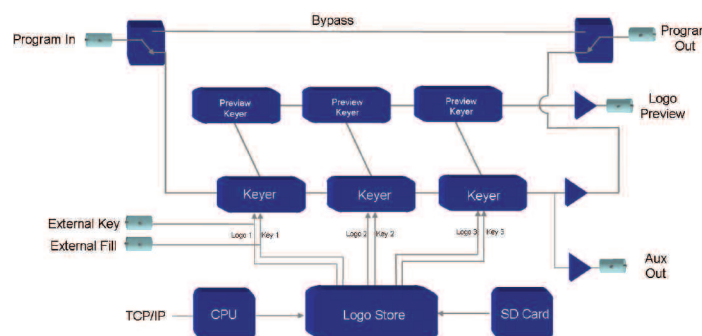 Bypass
Program In
Program
Out
Preview
Keyer
Preview
Keyer
Preview
Keyer
Logo
Preview
Keyer
Keyer
Keyer
External Key
External Fill
Logo 1
Key 1
Logo 2
Key 2
Logo 3
Key 3
Aux
Out
TCP/IP
CPU
Logo Store
SD Card